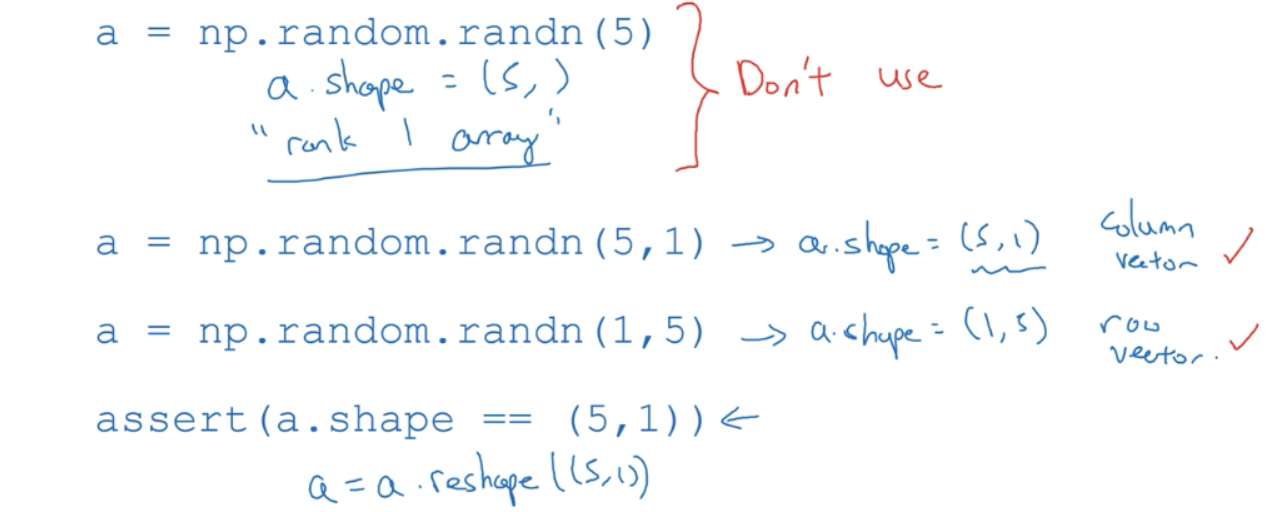 a = np.random.randn(5)
a.shape = (5,)
"rank 1 array"
Don't use
a = np.random.randn(5,1) → a.shape = (5,1) column vector ✓
a = np.random.randn(1,5) → a.shape = (1,5) row vector. ✓
assert(a.shape == (5,1)) ←
a = a.reshape((5,1))